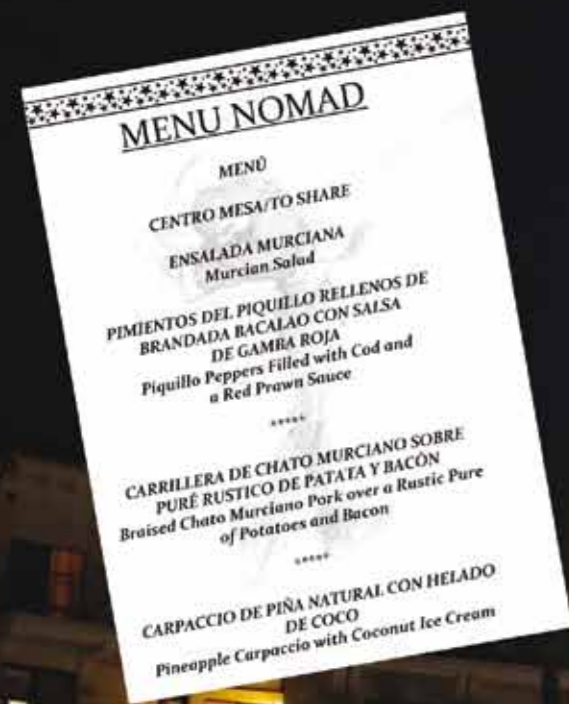 MENU NOMAD
MENÚ
CENTRO MESA/TO SHARE
ENSALADA MURCIANA
Murcian Salad
PIMIENTOS DEL PIQUILLO RELLENOS DE
BRANDADA BACALAO CON SALSA
DE GAMBA ROJA
Piquillo Peppers Filled with Cod and
a Red Prawn Sauce
*****
CARRILLERA DE CHATO MURCIANO SOBRE
PURÉ RUSTICO DE PATATA Y BACÓN
Braised Chato Murciano Pork over a Rustic Pure
of Potatoes and Bacon
*****
CARPACCIO DE PIÑA NATURAL CON HELADO
DE COCO
Pineapple Carpaccio with Coconut Ice Cream